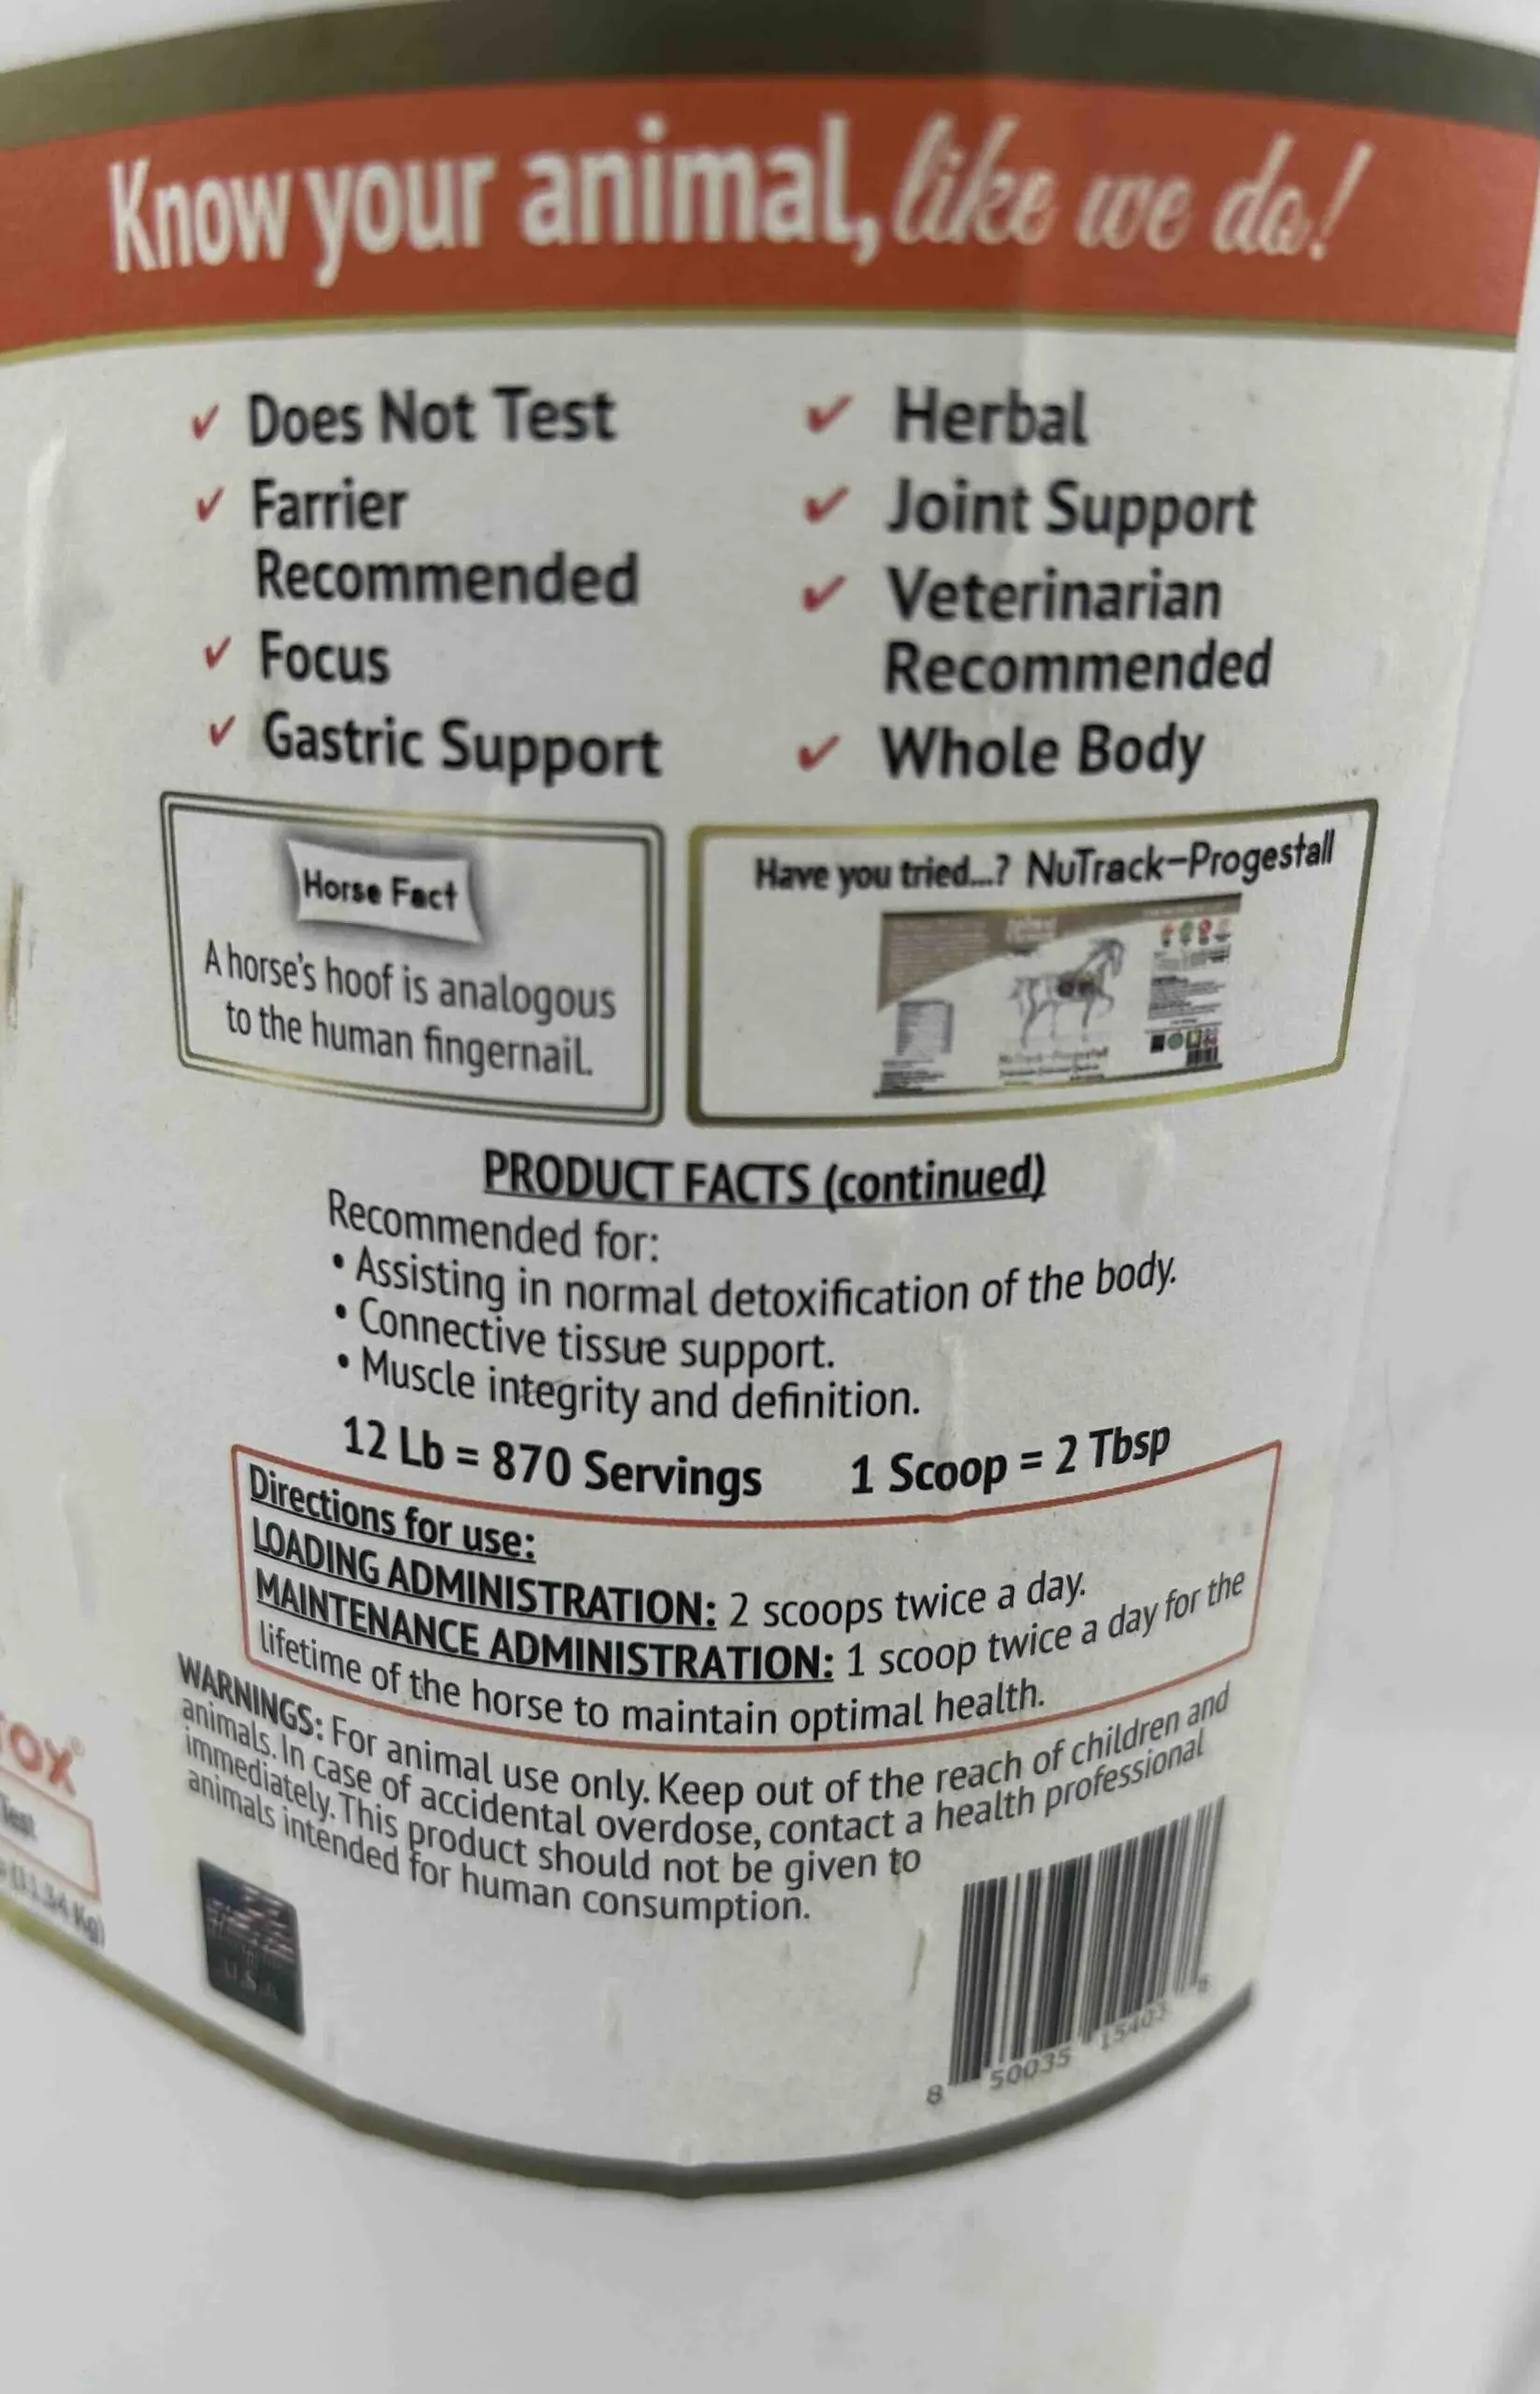 Know your animal, like we do!
✓ Does Not Test
✓ Farrier
Recommended
✓ Focus
✓ Gastric Support
✓ Herbal
✓ Joint Support
✓ Veterinarian
Recommended
✓ Whole Body
Horse Fact
A horse's hoof is analogous
to the human fingernail.
Have you tried...? NuTrack-Progestall
PRODUCT FACTS (continued)
Recommended for:
• Assisting in normal detoxification of the body.
• Connective tissue support.
• Muscle integrity and definition.
12 Lb = 870 Servings 1 Scoop = 2 Tbsp
Directions for use:
LOADING ADMINISTRATION: 2 scoops twice a day.
MAINTENANCE ADMINISTRATION: 1 scoop twice a day for the
lifetime of the horse to maintain optimal health.
WARNINGS: For animal use only. Keep out of the reach of children and
animals. In case of accidental overdose, contact a health professional
immediately. This product should not be given to
animals intended for human consumption.
U.S.A
8 50035 15403
TOX
Test